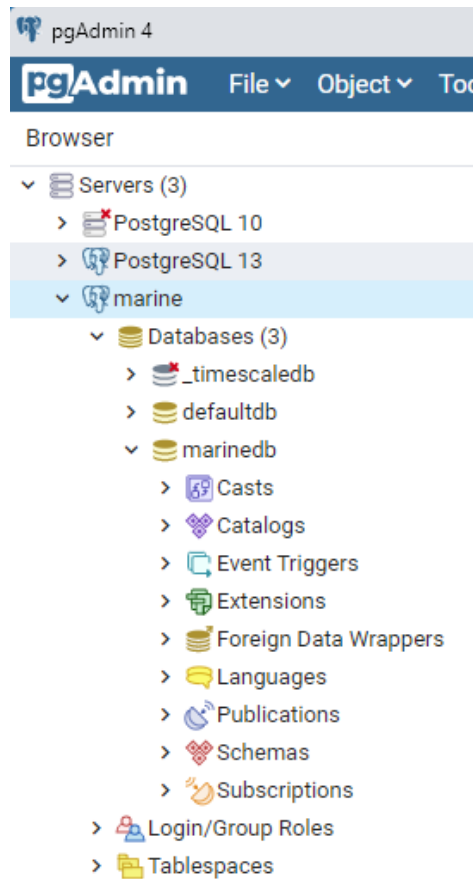 pgAdmin 4
pgAdmin File Object
Browser
Servers (3)
PostgreSQL 10
PostgreSQL 13
marine
Databases (3)
_timescaledb
defaultdb
marinedb
Casts
Catalogs
Event Triggers
Extensions
Foreign Data Wrappers
Languages
Publications
Schemas
Subscriptions
Login/Group Roles
Tablespaces